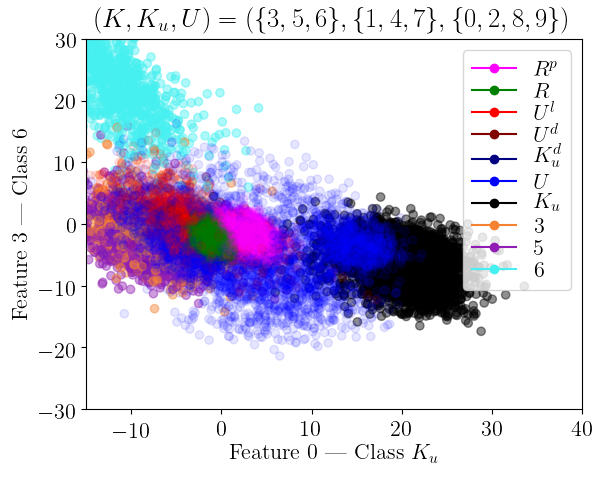 (K, K_u, U) = ({3, 5, 6}, {1, 4, 7}, {0, 2, 8, 9})
30
20
10
0
−10
−20
−30
Feature 3 — Class 6
R^p
R
U^l
U^d
K_u^d
U
K_u
3
5
6
−10
0
10
20
30
40
Feature 0 — Class K_u